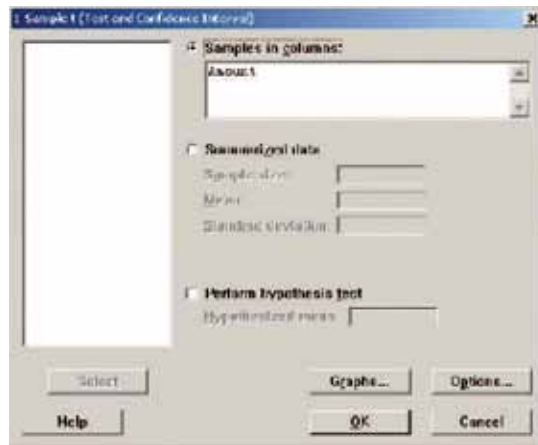 1 Sample t (Test and Confidence Interval)
Samples in columns:
Amount
Summarized data
Sample size:
Mean:
Standard deviation:
Perform hypothesis test
Hypothesized mean:
Select
Graphs...
Options...
Help
OK
Cancel